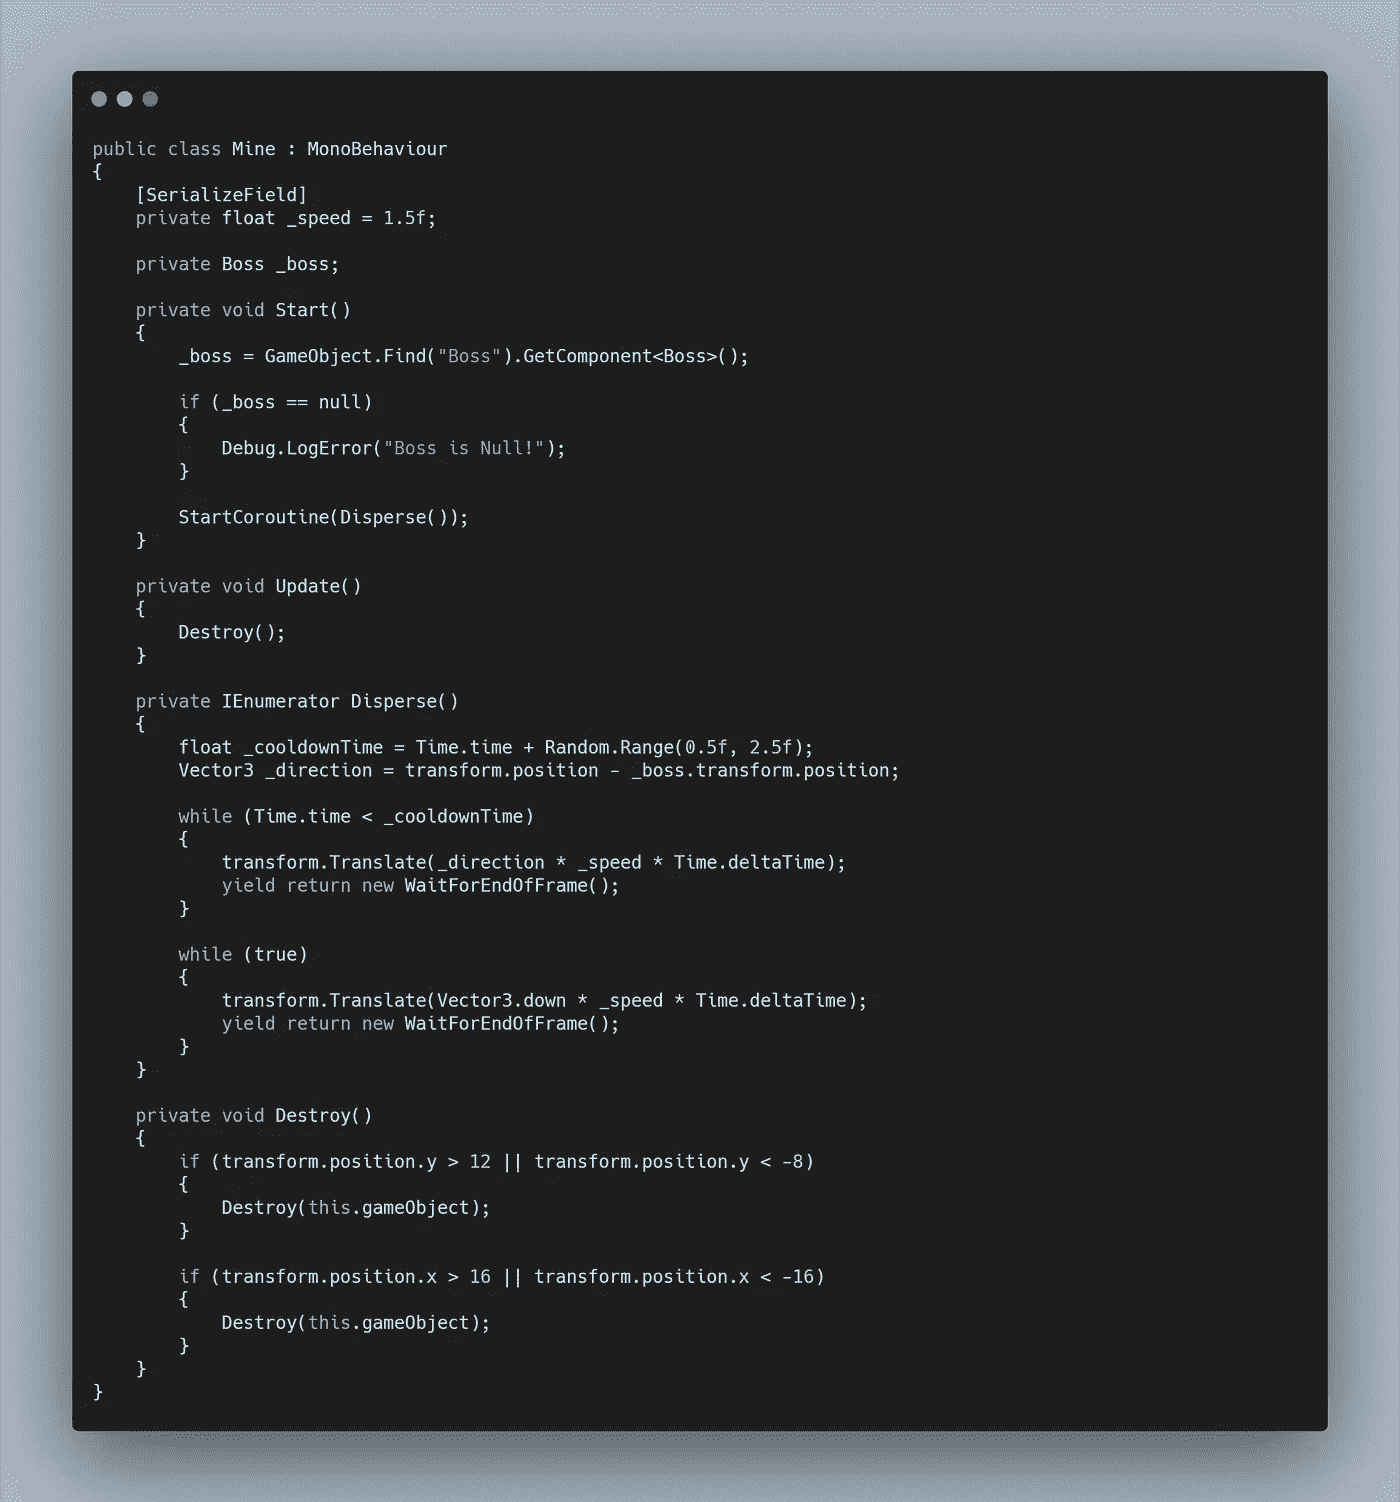 public class Mine : MonoBehaviour
{
    [SerializeField]
    private float _speed = 1.5f;

    private Boss _boss;

    private void Start()
    {
        _boss = GameObject.Find("Boss").GetComponent<Boss>();

        if (_boss == null)
        {
            Debug.LogError("Boss is Null!");
        }

        StartCoroutine(Disperse());
    }

    private void Update()
    {
        Destroy();
    }

    private IEnumerator Disperse()
    {
        float _cooldownTime = Time.time + Random.Range(0.5f, 2.5f);
        Vector3 _direction = transform.position - _boss.transform.position;

        while (Time.time < _cooldownTime)
        {
            transform.Translate(_direction * _speed * Time.deltaTime);
            yield return new WaitForEndOfFrame();
        }

        while (true)
        {
            transform.Translate(Vector3.down * _speed * Time.deltaTime);
            yield return new WaitForEndOfFrame();
        }
    }

    private void Destroy()
    {
        if (transform.position.y > 12 || transform.position.y < -8)
        {
            Destroy(this.gameObject);
        }

        if (transform.position.x > 16 || transform.position.x < -16)
        {
            Destroy(this.gameObject);
        }
    }
}